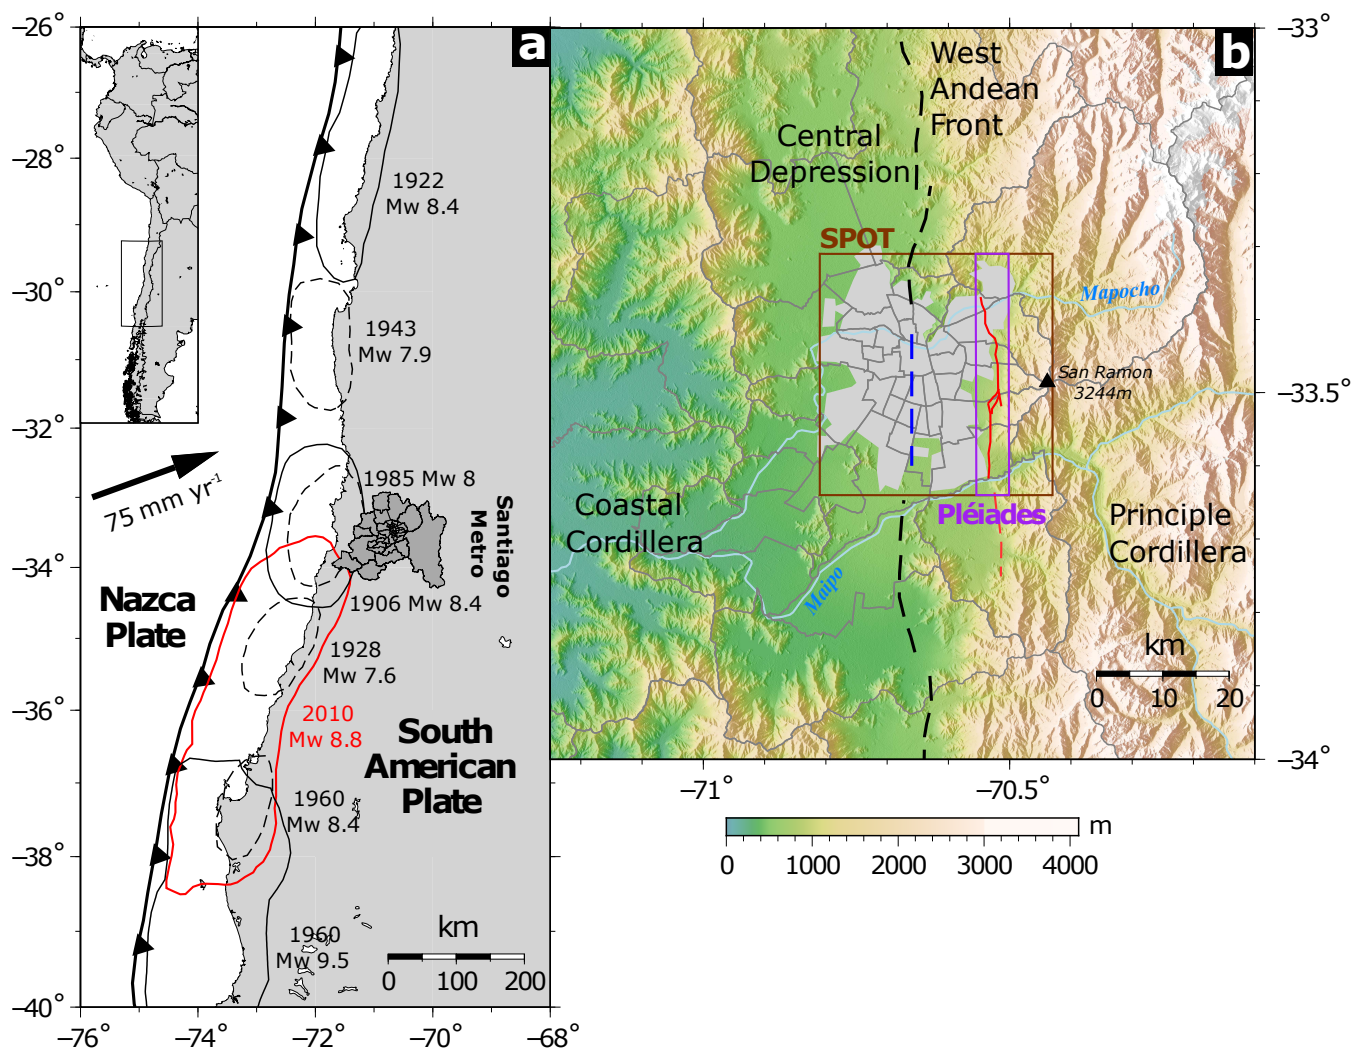 a
−26°
−28°
−30°
−32°
−34°
−36°
−38°
−40°
−76°
−74°
−72°
−70°
−68°
1922
Mw 8.4
1943
Mw 7.9
75 mm yr-1
1985 Mw 8
Santiago
Metro
1906 Mw 8.4
Nazca
Plate
1928
Mw 7.6
2010
Mw 8.8
South
American
Plate
1960
Mw 8.4
1960
Mw 9.5
km
0
100
200
b
West
Andean
Front
Central
Depression
SPOT
Mapocho
San Ramon
3244m
Coastal
Cordillera
Pléiades
Principle
Cordillera
Maipo
km
0
10
20
−33°
−33.5°
−34°
−71°
−70.5°
m
0
1000
2000
3000
4000